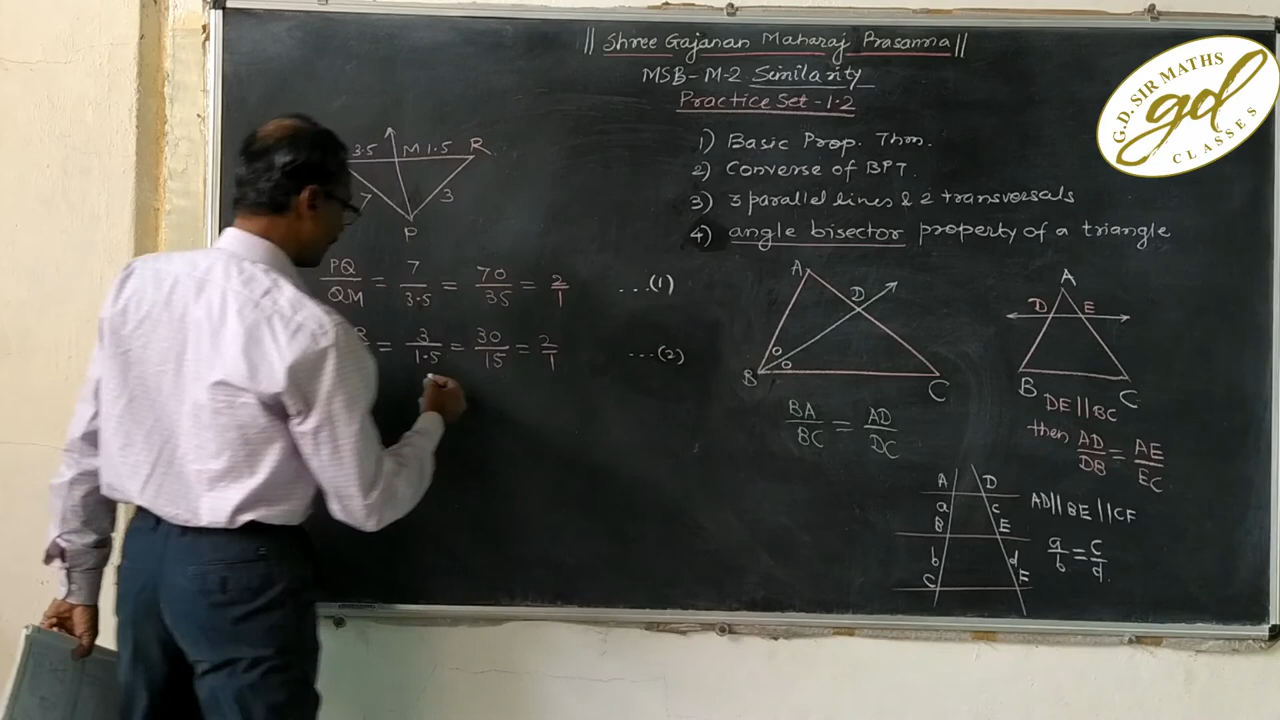 || Shree Gajanan Maharaj Prasanna ||
MSB- M-2 Similarity
Practice Set - 1.2
1) Basic Prop. Thm.
2) Converse of BPT.
3) 3 parallel lines & 2 transversals
4) angle bisector property of a triangle
3.5 M 1.5 R
7 3
P
PQ/QM = 7/3.5 = 70/35 = 2/1 ...(1)
= 3/1.5 = 30/15 = 2/1 ...(2)
A
D
B C
BA/BC = AD/DC
A
D E
B C
DE || BC
then AD/DB = AE/EC
A D
a c
B E
b d
C F
AD || BE || CF
a/b = c/d.
G.D. SIR MATHS
gd
CLASSES